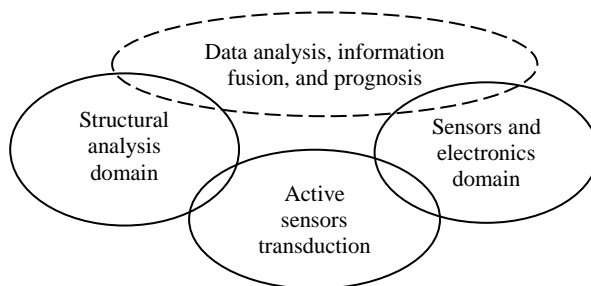 Data analysis, information
fusion, and prognosis
Structural
analysis
domain
Sensors and
electronics
domain
Active
sensors
transduction